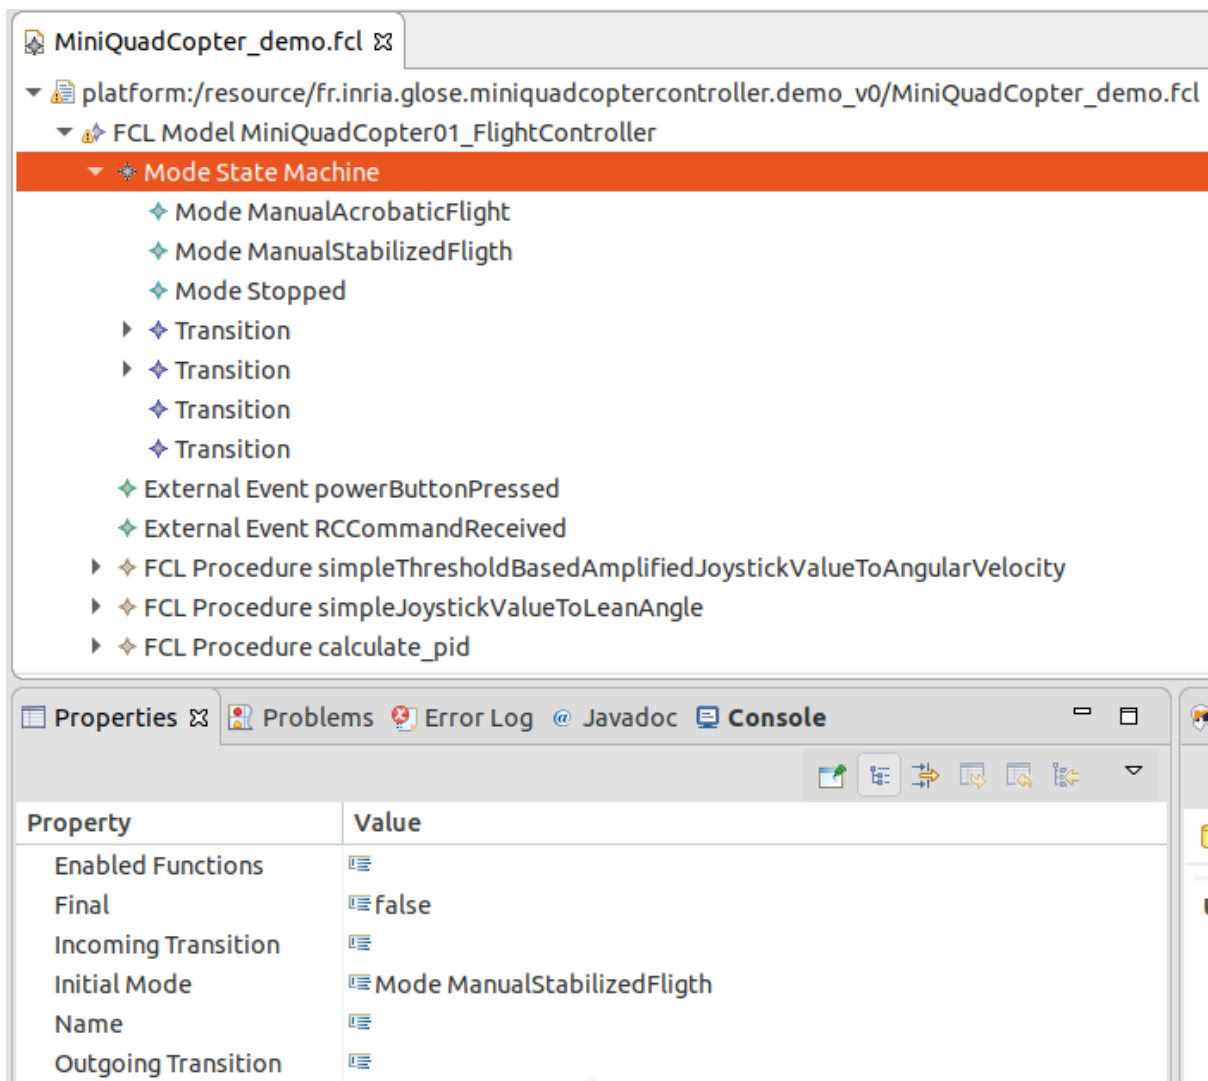 MiniQuadCopter_demo.fcl
platform:/resource/fr.inria.glose.miniquadcoptercontroller.demo_v0/MiniQuadCopter_demo.fcl
FCL Model MiniQuadCopter01_FlightController
Mode State Machine
Mode ManualAcrobaticFlight
Mode ManualStabilizedFligth
Mode Stopped
Transition
Transition
Transition
Transition
External Event powerButtonPressed
External Event RCCommandReceived
FCL Procedure simpleThresholdBasedAmplifiedJoystickValueToAngularVelocity
FCL Procedure simpleJoystickValueToLeanAngle
FCL Procedure calculate_pid
Properties Problems Error Log @ Javadoc Console
Property Value
Enabled Functions
Final false
Incoming Transition
Initial Mode Mode ManualStabilizedFligth
Name
Outgoing Transition